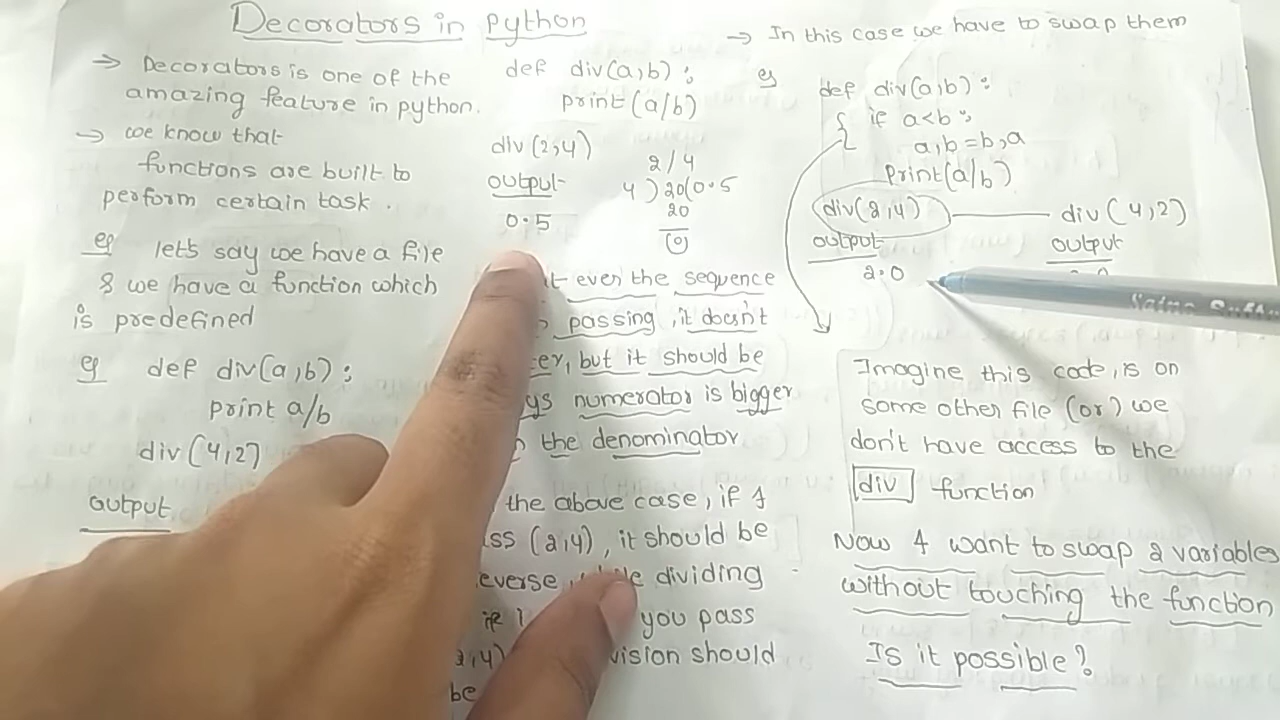 Decorators in python
→ Decorators is one of the
amazing feature in python.
→ we know that
functions are built to
perform certain task.
eg let's say we have a file
& we have a function which
is predefined
eg def div(a,b):
print a/b
div(4,2)
output
def div(a,b):
print(a/b)
div(2,4)
output
0.5
2/4
4)20(0.5
20
(0)
even the sequence
passing, it doesn't
but it should be
numerator is bigger
the denominator
the above case, if I
(2,4), it should be
dividing
you pass
should
be
→ In this case we have to swap them
eg def div(a,b):
if a<b:
a,b=b,a
print(a/b)
div(2,4) div(4,2)
output output
2.0
Imagine this code, is on
some other file (or) we
don't have access to the
div function
Now I want to swap 2 variables
without touching the function
Is it possible?